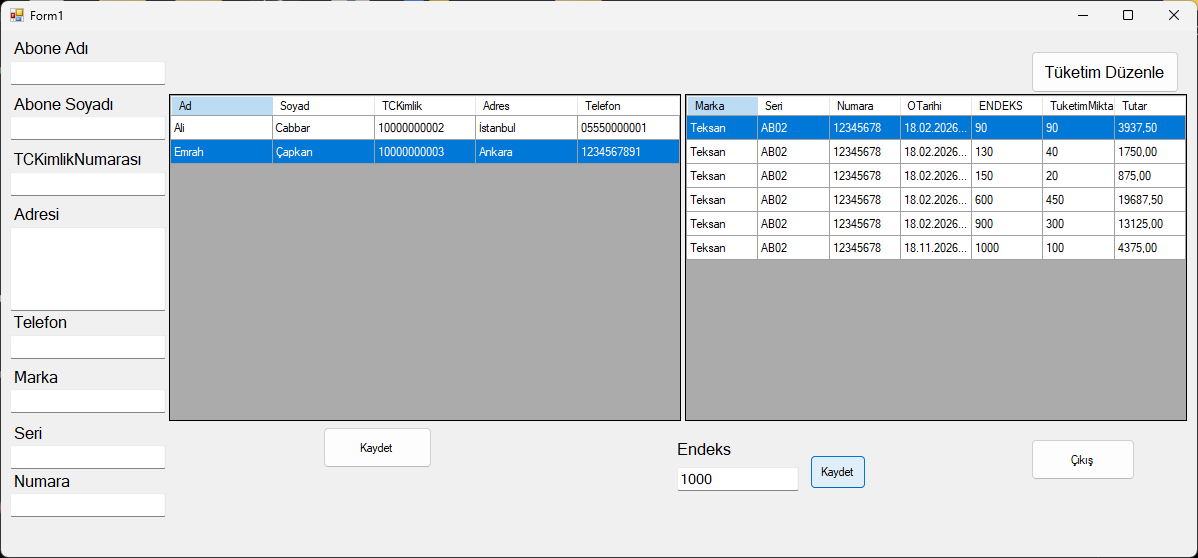 Form1
Abone Adı
Abone Soyadı
TCKimlikNumarası
Adresi
Telefon
Marka
Seri
Numara
Ad Soyad TCKimlik Adres Telefon
Ali Cabbar 10000000002 İstanbul 05550000001
Emrah Çapkan 10000000003 Ankara 1234567891
Kaydet
Tüketim Düzenle
Marka Seri Numara OTarihi ENDEKS TuketimMikta Tutar
Teksan AB02 12345678 18.02.2026... 90 90 3937,50
Teksan AB02 12345678 18.02.2026... 130 40 1750,00
Teksan AB02 12345678 18.02.2026... 150 20 875,00
Teksan AB02 12345678 18.02.2026... 600 450 19687,50
Teksan AB02 12345678 18.02.2026... 900 300 13125,00
Teksan AB02 12345678 18.11.2026... 1000 100 4375,00
Endeks
1000
Kaydet
Çıkış